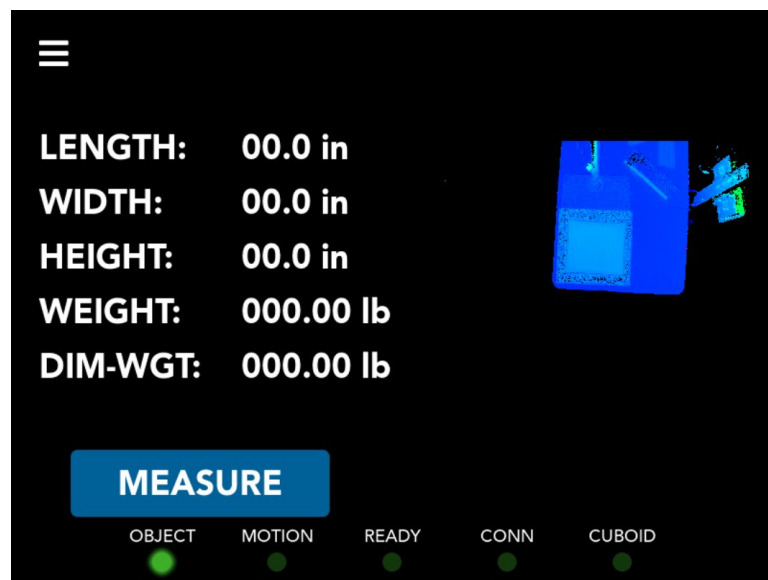 LENGTH: 00.0 in
WIDTH: 00.0 in
HEIGHT: 00.0 in
WEIGHT: 000.00 lb
DIM-WGT: 000.00 lb
MEASURE
OBJECT MOTION READY CONN CUBOID